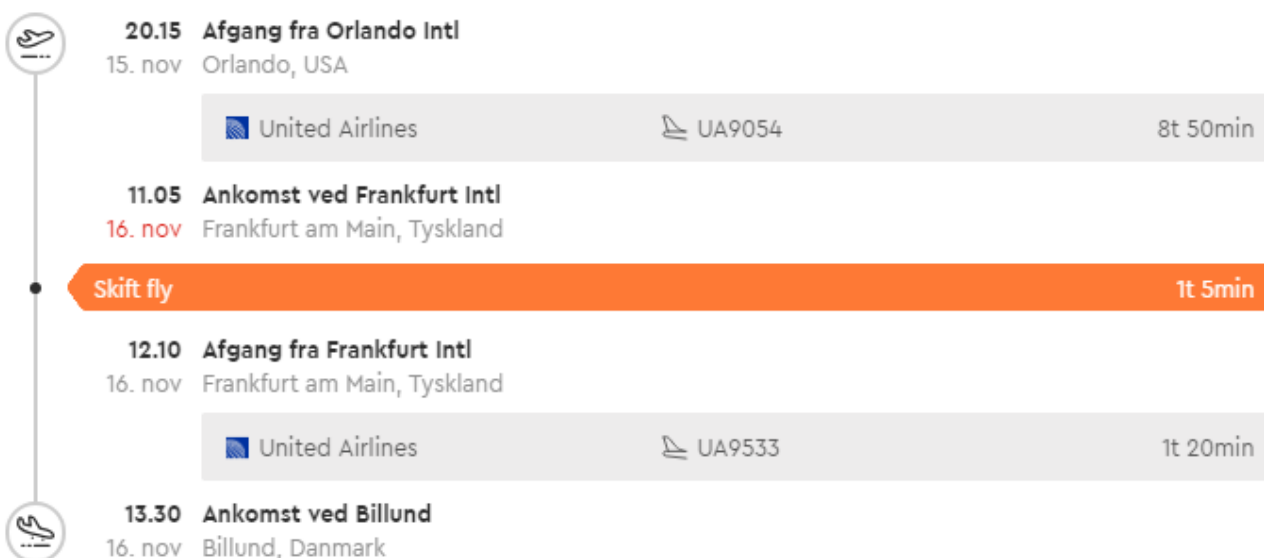 20.15 Afgang fra Orlando Intl
15. nov Orlando, USA
United Airlines UA9054 8t 50min
11.05 Ankomst ved Frankfurt Intl
16. nov Frankfurt am Main, Tyskland
Skift fly 1t 5min
12.10 Afgang fra Frankfurt Intl
16. nov Frankfurt am Main, Tyskland
United Airlines UA9533 1t 20min
13.30 Ankomst ved Billund
16. nov Billund, Danmark